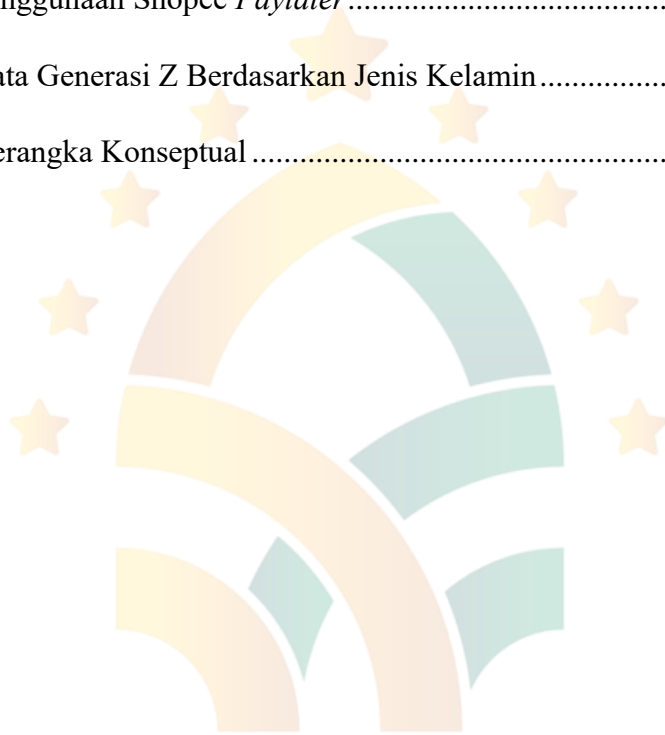 nggunaan Shopee Paylater....................................
ata Generasi Z Berdasarkan Jenis Kelamin................
erangka Konseptual....................................................